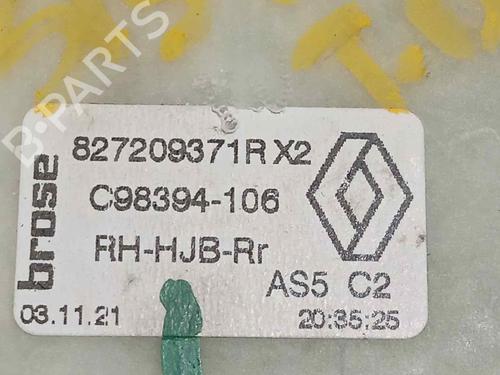 B-PARTS
brose
827209371R X2
C98394-106
RH-HJB-Rr
AS5 C2
03.11.21
20:35:25